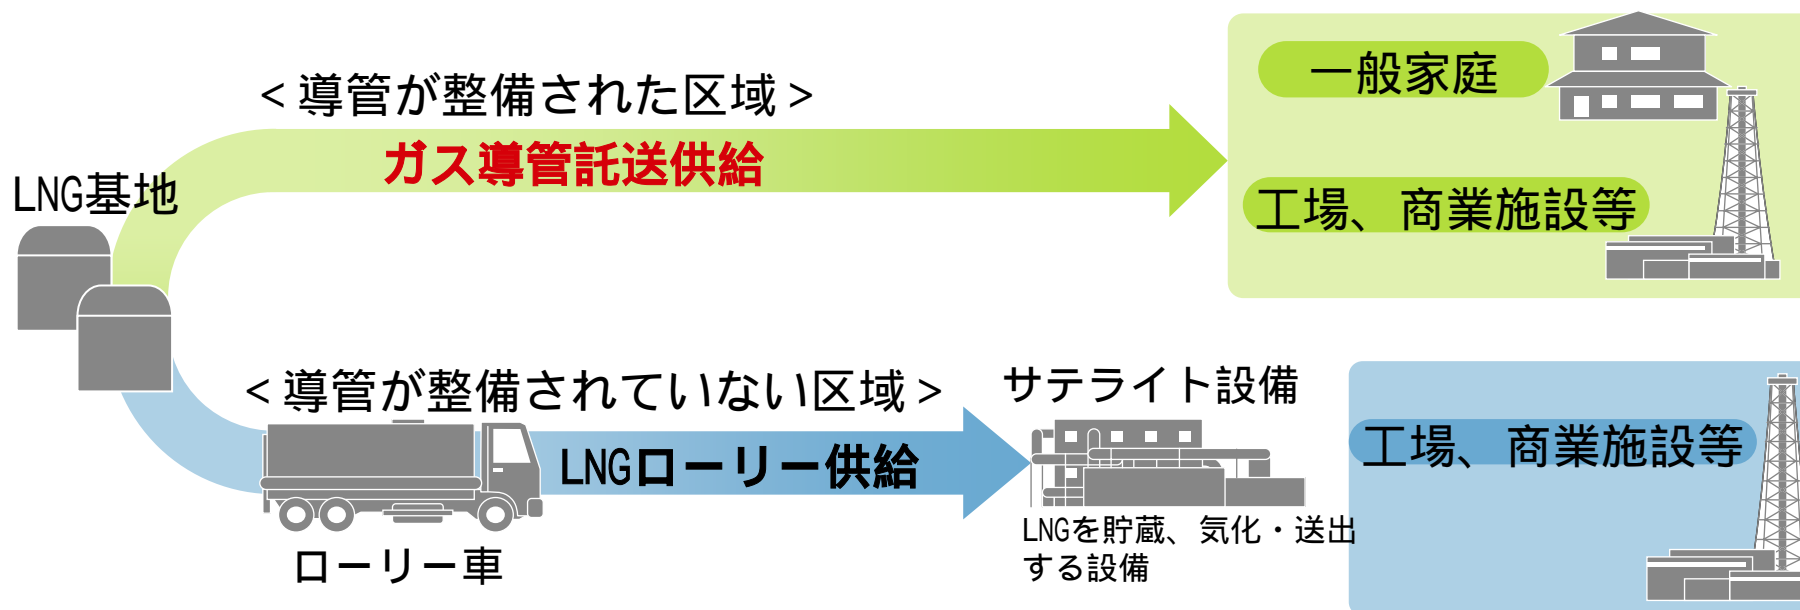 ＜導管が整備された区域＞
ガス導管託送供給
一般家庭
工場、商業施設等
LNG基地
＜導管が整備されていない区域＞
LNGローリー供給
ローリー車
サテライト設備
LNGを貯蔵、気化・送出
する設備
工場、商業施設等